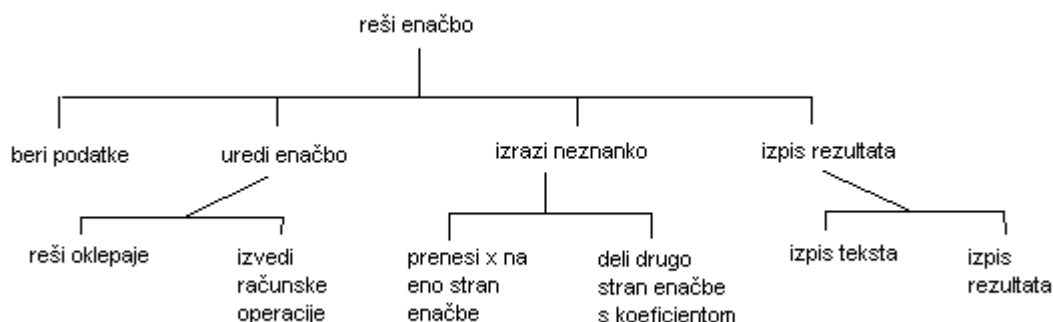 reši enačbo
beri podatke
uredi enačbo
izrazi neznanko
izpis rezultata
reši oklepaje
izvedi
računske
operacije
prenesi x na
eno stran
enačbe
deli drugo
stran enačbe
s koeficientom
izpis teksta
izpis
rezultata